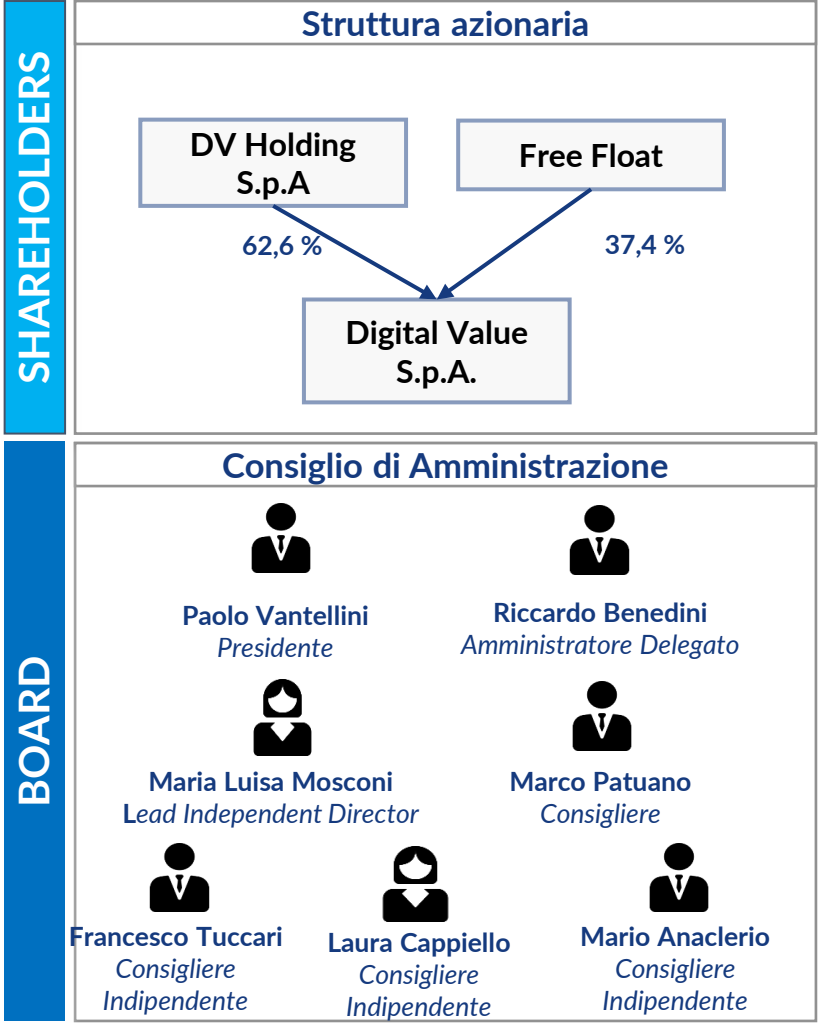 SHAREHOLDERS
Struttura azionaria
DV Holding
S.p.A
Free Float
62,6 %
37,4 %
Digital Value
S.p.A.
BOARD
Consiglio di Amministrazione
Paolo Vantellini
Presidente
Riccardo Benedini
Amministratore Delegato
Maria Luisa Mosconi
Lead Independent Director
Marco Patuano
Consigliere
Francesco Tuccari
Consigliere
Indipendente
Laura Cappiello
Consigliere
Indipendente
Mario Anaclerio
Consigliere
Indipendente